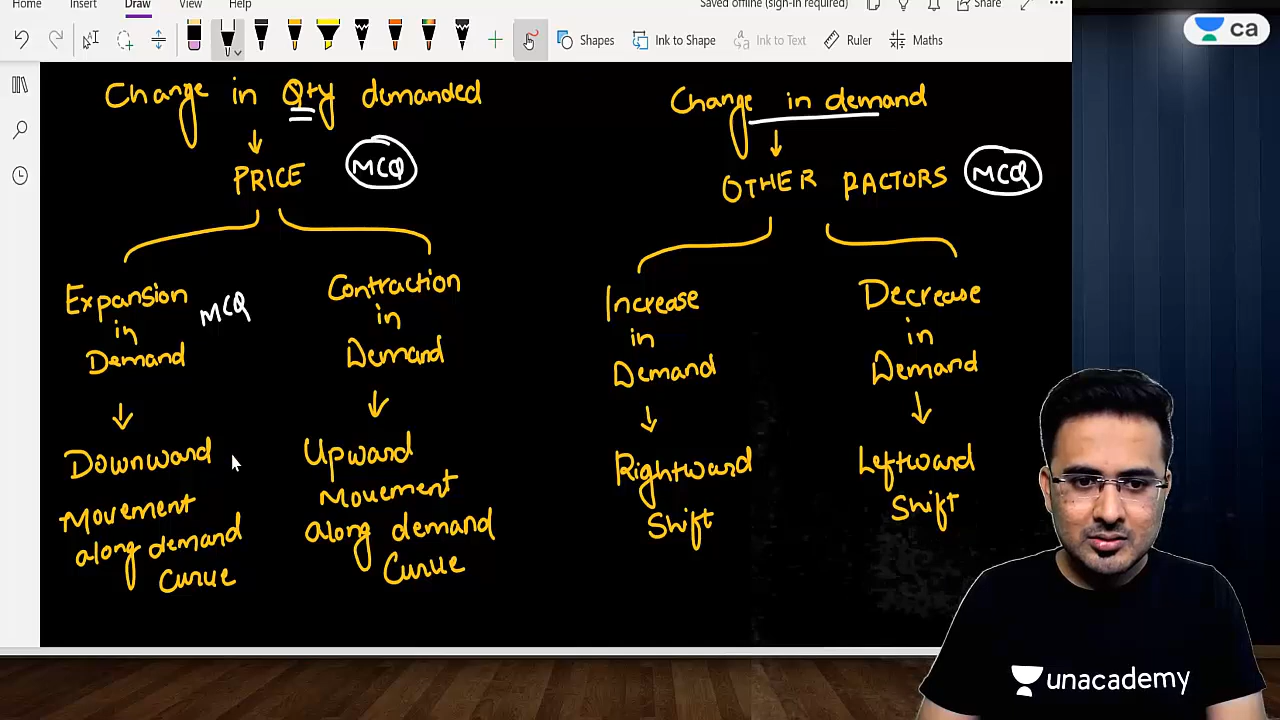 Home Insert Draw View Help
Saved offline (sign-in required) Share
Shapes Ink to Shape Ink to Text Ruler Maths
ca
Change in Qty demanded
PRICE
MCQ
Expansion
in
Demand
MCQ
Downward
Movement
along demand
Curve
Contraction
in
Demand
Upward
Movement
along demand
Curve
Change in demand
OTHER FACTORS
MCQ
Increase
in
Demand
Rightward
Shift
Decrease
in
Demand
Leftward
Shift
unacademy